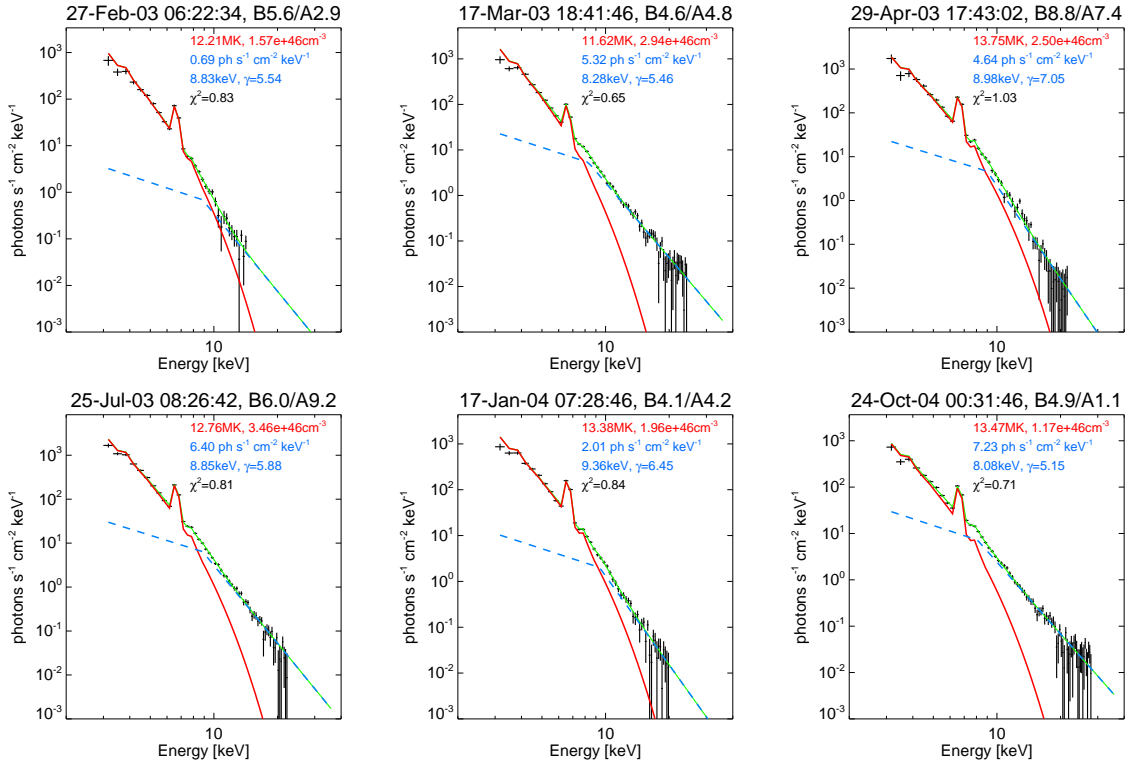 27-Feb-03 06:22:34, B5.6/A2.9
12.21MK, 1.57e+46cm⁻³
0.69 ph s⁻¹ cm⁻² keV⁻¹
8.83keV, γ=5.54
χ²=0.83
photons s⁻¹ cm⁻² keV⁻¹
10³
10²
10¹
10⁰
10⁻¹
10⁻²
10⁻³
10
Energy [keV]
17-Mar-03 18:41:46, B4.6/A4.8
11.62MK, 2.94e+46cm⁻³
5.32 ph s⁻¹ cm⁻² keV⁻¹
8.28keV, γ=5.46
χ²=0.65
photons s⁻¹ cm⁻² keV⁻¹
10³
10²
10¹
10⁰
10⁻¹
10⁻²
10⁻³
10
Energy [keV]
29-Apr-03 17:43:02, B8.8/A7.4
13.75MK, 2.50e+46cm⁻³
4.64 ph s⁻¹ cm⁻² keV⁻¹
8.98keV, γ=7.05
χ²=1.03
photons s⁻¹ cm⁻² keV⁻¹
10³
10²
10¹
10⁰
10⁻¹
10⁻²
10⁻³
10
Energy [keV]
25-Jul-03 08:26:42, B6.0/A9.2
12.76MK, 3.46e+46cm⁻³
6.40 ph s⁻¹ cm⁻² keV⁻¹
8.85keV, γ=5.88
χ²=0.81
photons s⁻¹ cm⁻² keV⁻¹
10³
10²
10¹
10⁰
10⁻¹
10⁻²
10⁻³
10
Energy [keV]
17-Jan-04 07:28:46, B4.1/A4.2
13.38MK, 1.96e+46cm⁻³
2.01 ph s⁻¹ cm⁻² keV⁻¹
9.36keV, γ=6.45
χ²=0.84
photons s⁻¹ cm⁻² keV⁻¹
10³
10²
10¹
10⁰
10⁻¹
10⁻²
10⁻³
10
Energy [keV]
24-Oct-04 00:31:46, B4.9/A1.1
13.47MK, 1.17e+46cm⁻³
7.23 ph s⁻¹ cm⁻² keV⁻¹
8.08keV, γ=5.15
χ²=0.71
photons s⁻¹ cm⁻² keV⁻¹
10³
10²
10¹
10⁰
10⁻¹
10⁻²
10⁻³
10
Energy [keV]